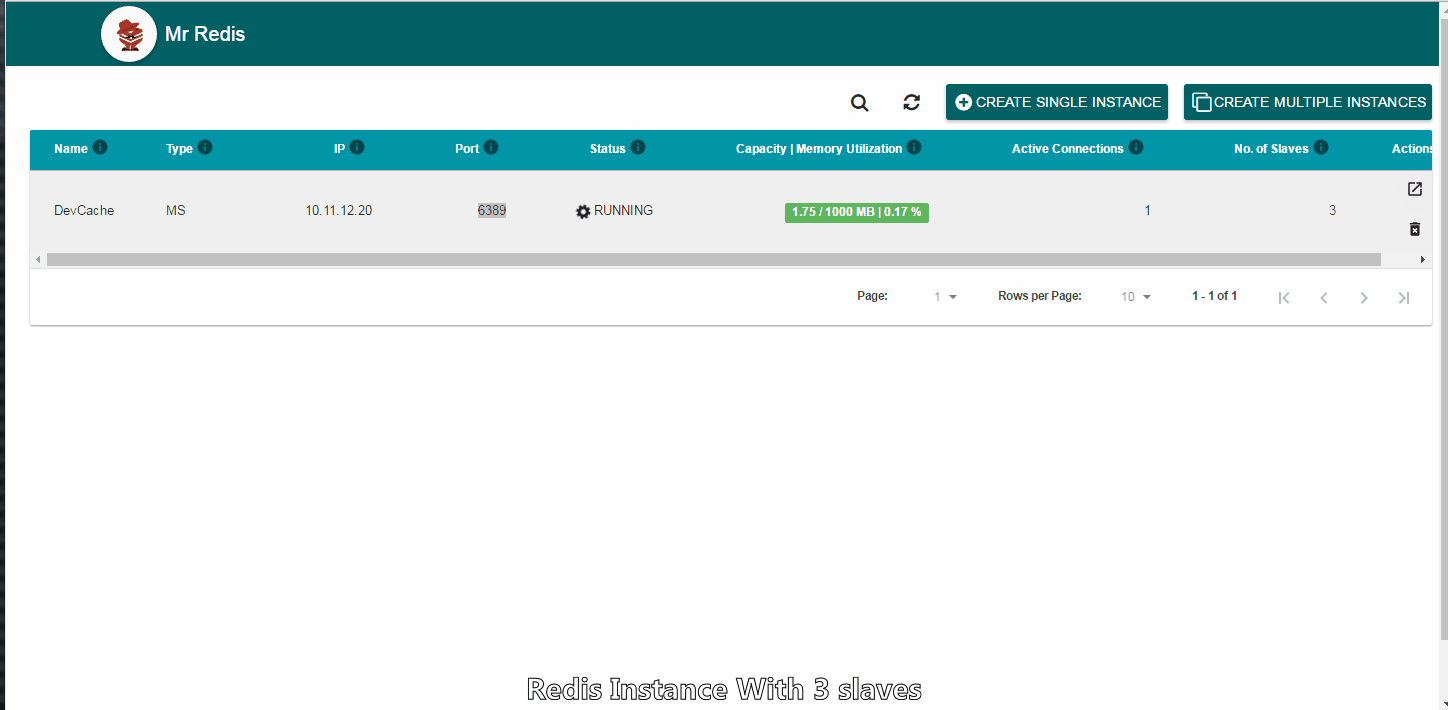 Mr Redis
CREATE SINGLE INSTANCE CREATE MULTIPLE INSTANCES
Name Type IP Port Status Capacity | Memory Utilization Active Connections No. of Slaves Actions
DevCache MS 10.11.12.20 6389 RUNNING 1.75 / 1000 MB | 0.17 % 1 3
Page: 1 Rows per Page: 10 1 - 1 of 1
Redis Instance With 3 slaves